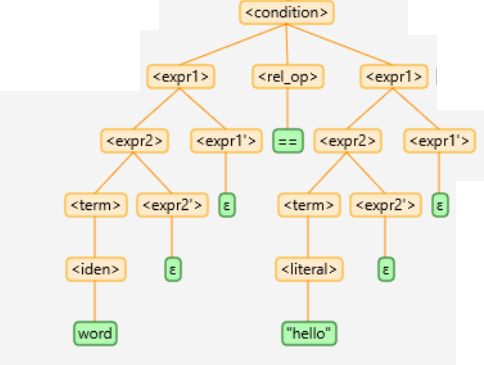 <condition>
<expr1> <rel_op> <expr1>
<expr2> <expr1'> == <expr2> <expr1'>
<term> <expr2'> ε <term> <expr2'> ε
<iden> ε <literal> ε
word "hello"